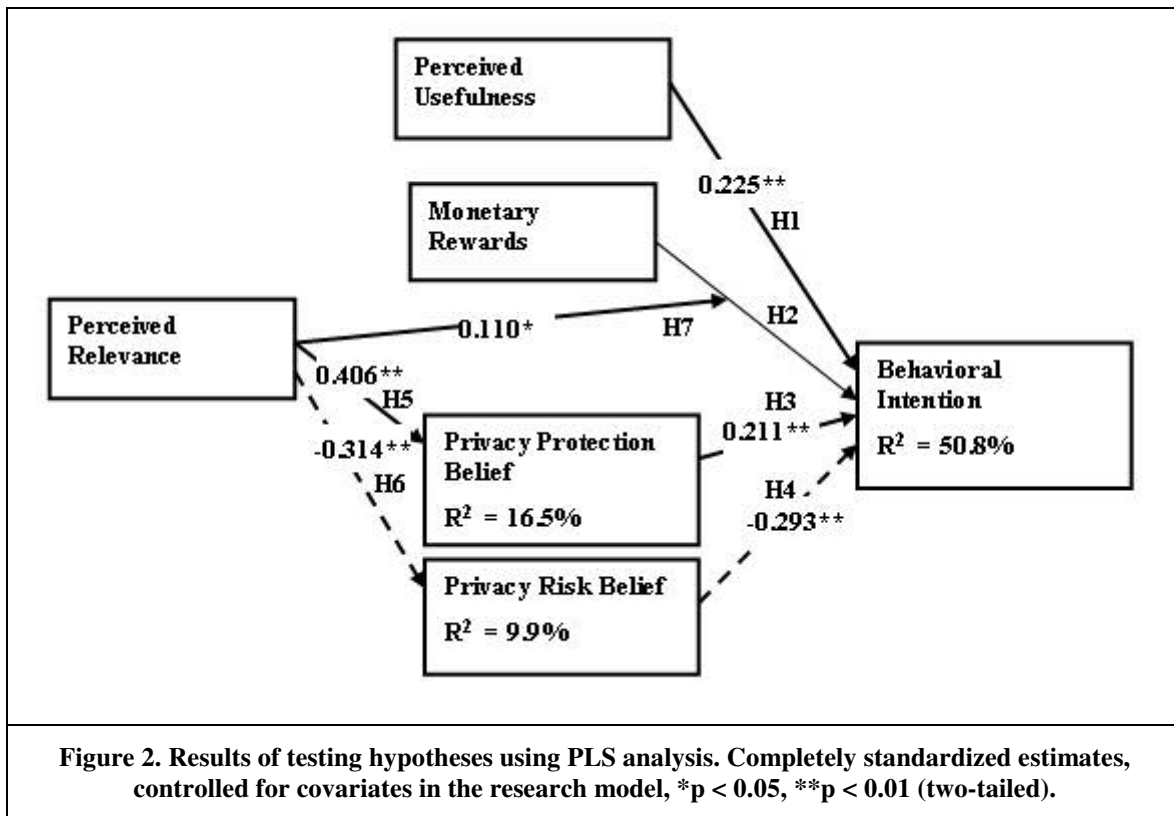 Perceived
Usefulness
0.225**
H1
Monetary
Rewards
H2
Perceived
Relevance
0.110*
H7
0.406**
H5
-0.314**
H6
Privacy Protection
Belief
R² = 16.5%
H3
0.211**
Privacy Risk Belief
R² = 9.9%
H4
-0.293**
Behavioral
Intention
R² = 50.8%
Figure 2. Results of testing hypotheses using PLS analysis. Completely standardized estimates,
controlled for covariates in the research model, *p < 0.05, **p < 0.01 (two-tailed).